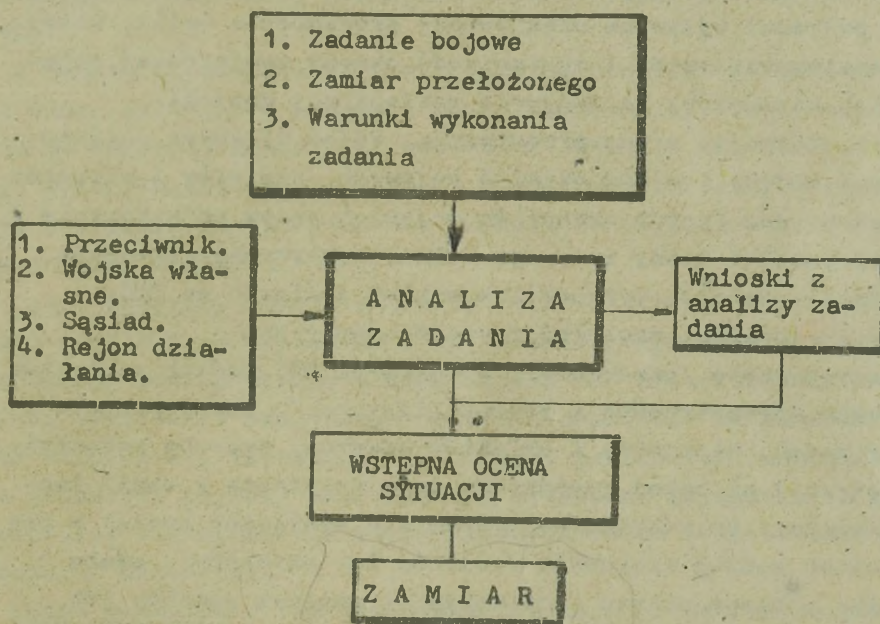 1. Zadanie bojowe
2. Zamiar przełożonego
3. Warunki wykonania
zadania
1. Przeciwnik.
2. Wojska wła-
sne.
3. Sąsiad.
4. Rejon dzia-
łania.
A N A L I Z A
Z A D A N I A
Wnioski z
analizy za-
dania
WSTĘPNA OCENA
SYTUACJI
Z A M I A R